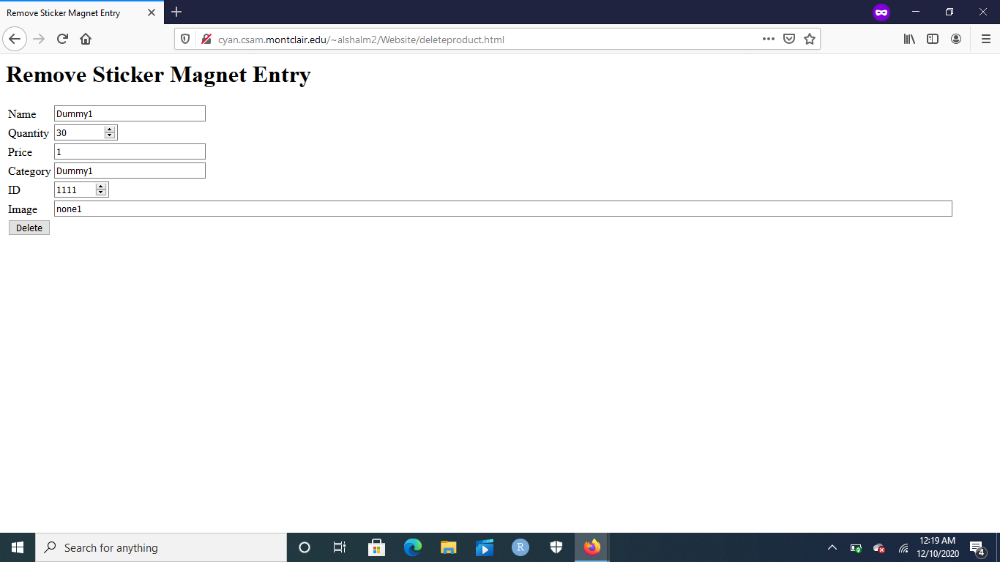 Remove Sticker Magnet Entry
cyan.csam.montclair.edu/~alshalm2/Website/deleteproduct.html
Remove Sticker Magnet Entry
Name Dummy1
Quantity 30
Price 1
Category Dummy1
ID 1111
Image none1
Delete
Search for anything
R
12:19 AM
12/10/2020
4